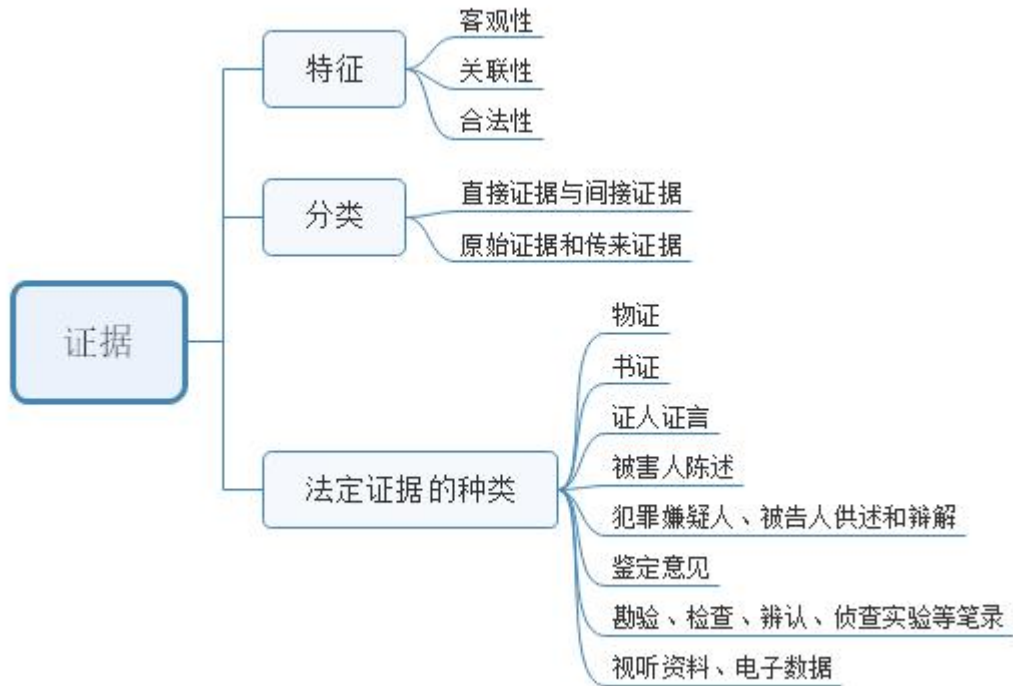 证据
特征
客观性
关联性
合法性
分类
直接证据与间接证据
原始证据和传来证据
法定证据的种类
物证
书证
证人证言
被害人陈述
犯罪嫌疑人、被告人供述和辩解
鉴定意见
勘验、检查、辨认、侦查实验等笔录
视听资料、电子数据